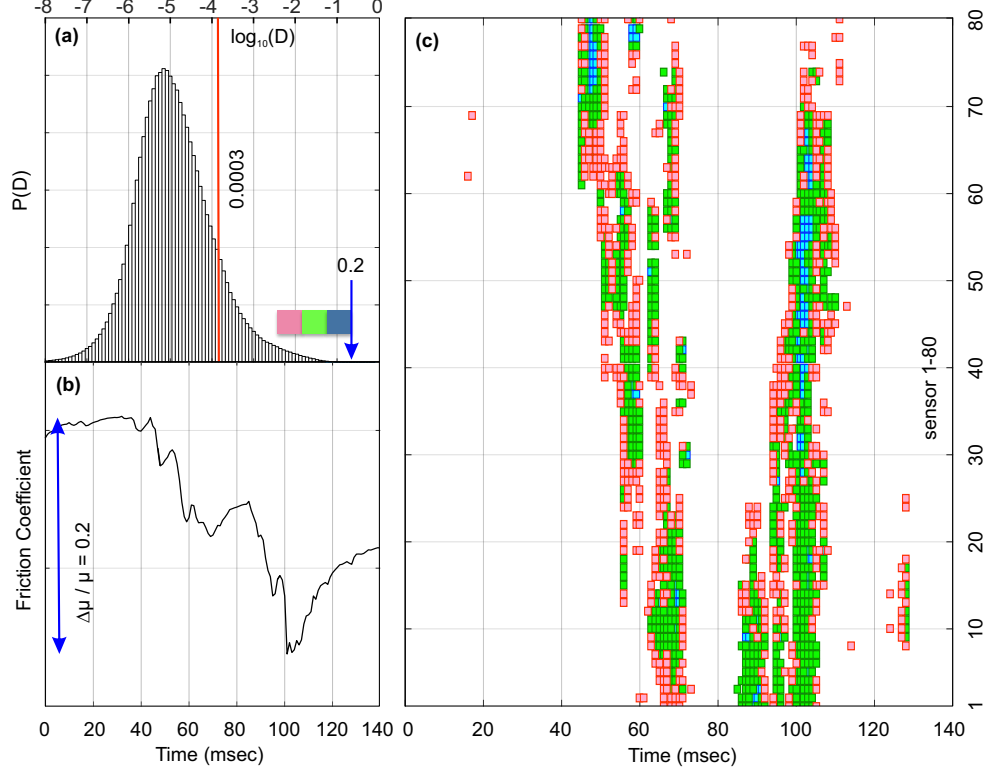 -8 -7 -6 -5 -4 -3 -2 -1 0
(a)
log10(D)
P(D)
0.0003
0.2
(b)
Friction Coefficient
Δμ / μ = 0.2
0 20 40 60 80 100 120 140
Time (msec)
(c)
80
70
60
50
40
30
20
10
1
sensor 1-80
0 20 40 60 80 100 120 140
Time (msec)